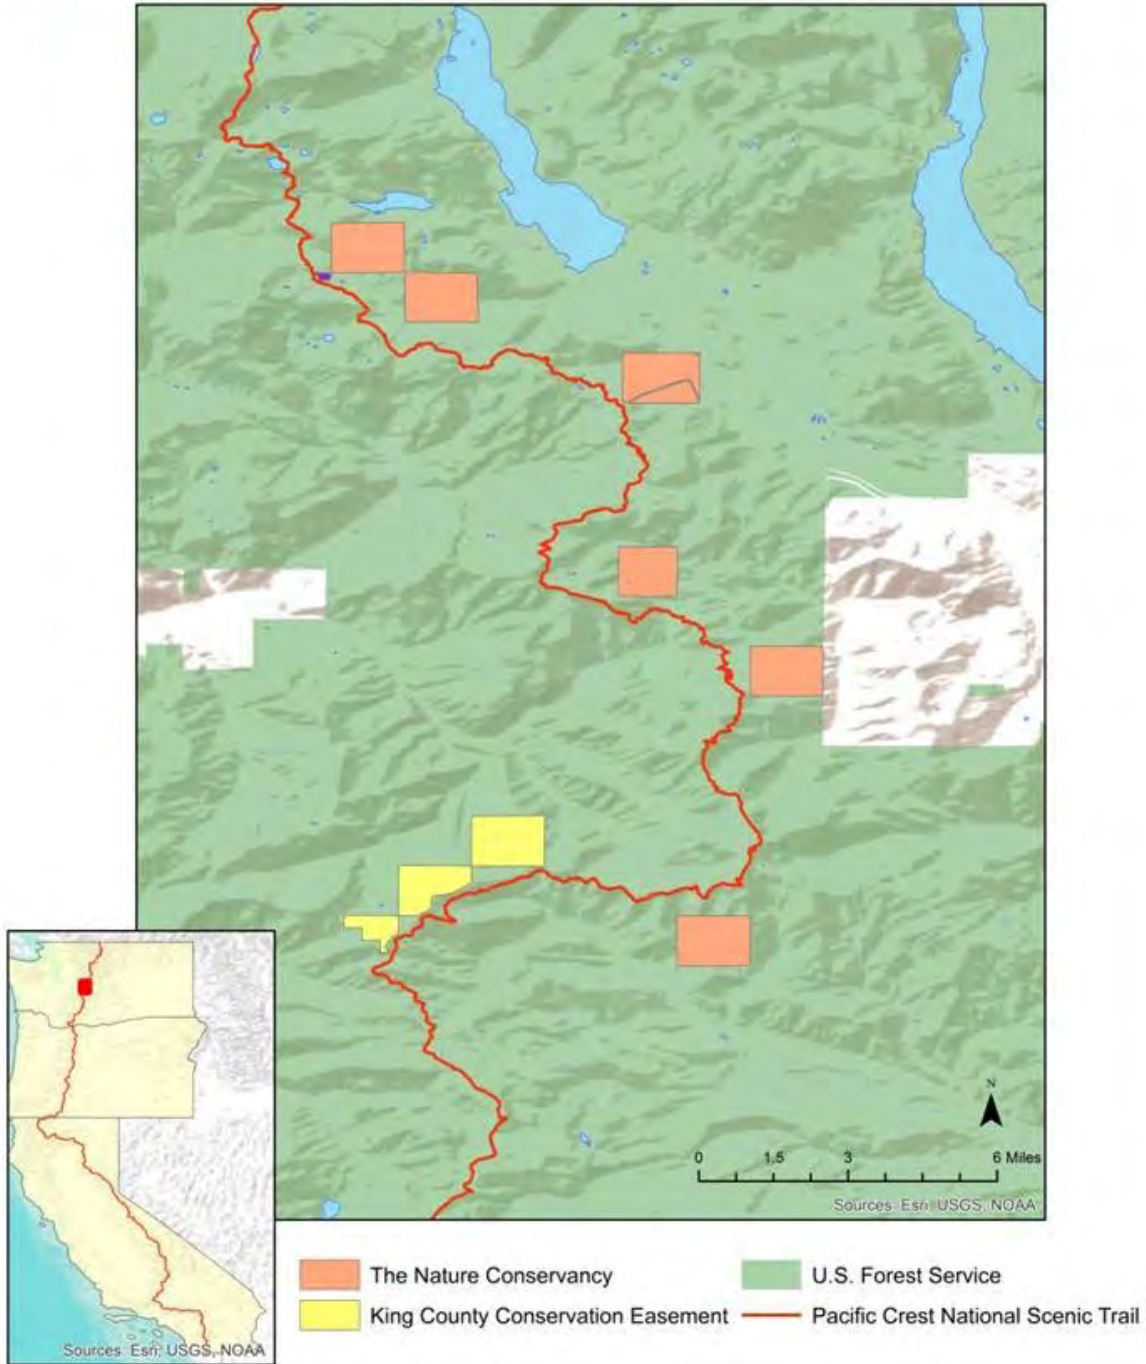 N
0 1.5 3 6 Miles
Sources: Esri, USGS, NOAA
Sources: Esri, USGS, NOAA
The Nature Conservancy
U.S. Forest Service
King County Conservation Easement
Pacific Crest National Scenic Trail